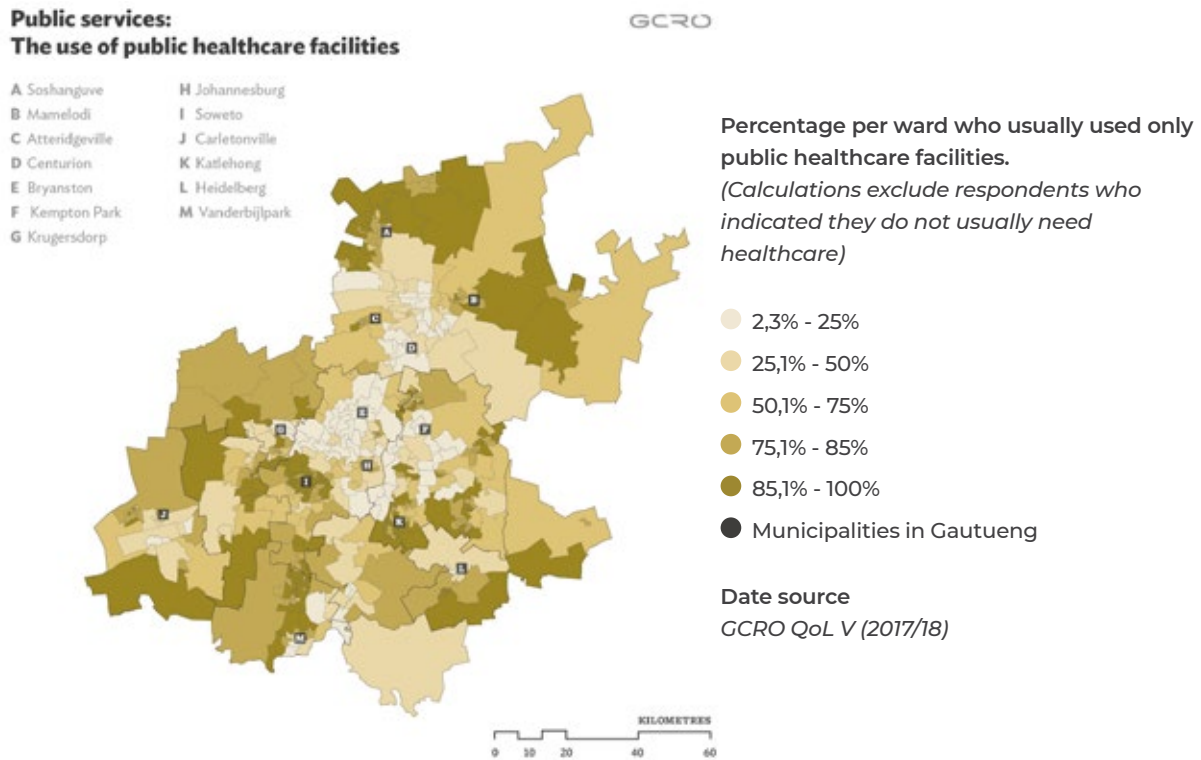 Public services:
The use of public healthcare facilities
GCRO
A Soshanguve
B Mamelodi
C Atteridgeville
D Centurion
E Bryanston
F Kempton Park
G Krugersdorp
H Johannesburg
I Soweto
J Carletonville
K Katlehong
L Heidelberg
M Vanderbijlpark
A
B
C
D
E
G
F
H
I
J
K
L
M
KILOMETRES
0 10 20 40 60
Percentage per ward who usually used only
public healthcare facilities.
(Calculations exclude respondents who
indicated they do not usually need
healthcare)
2,3% - 25%
25,1% - 50%
50,1% - 75%
75,1% - 85%
85,1% - 100%
Municipalities in Gautueng
Date source
GCRO QoL V (2017/18)